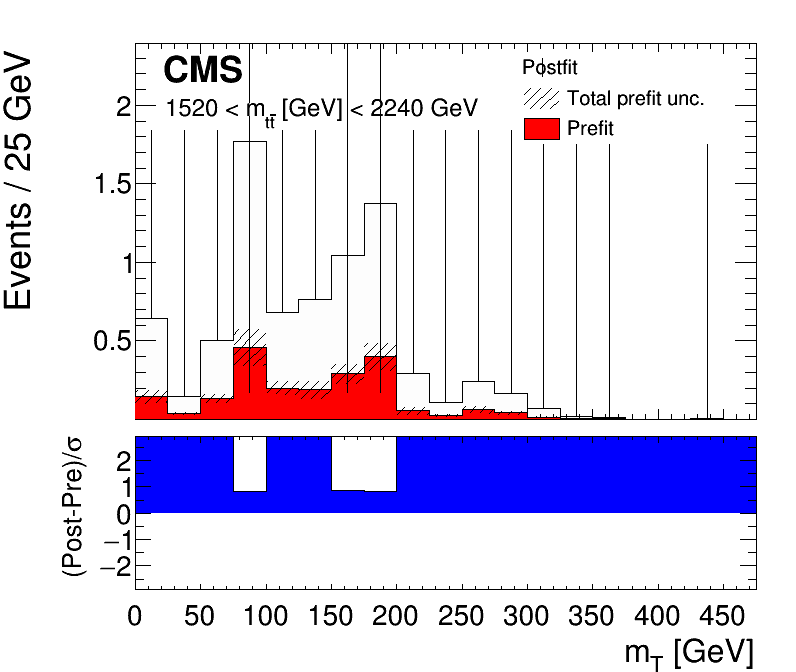 CMS
1520 < m_tt̄ [GeV] < 2240 GeV
Postfit
Total prefit unc.
Prefit
Events / 25 GeV
2
1.5
1
0.5
(Post-Pre)/σ
2
1
0
−1
−2
0 50 100 150 200 250 300 350 400 450
m_T [GeV]